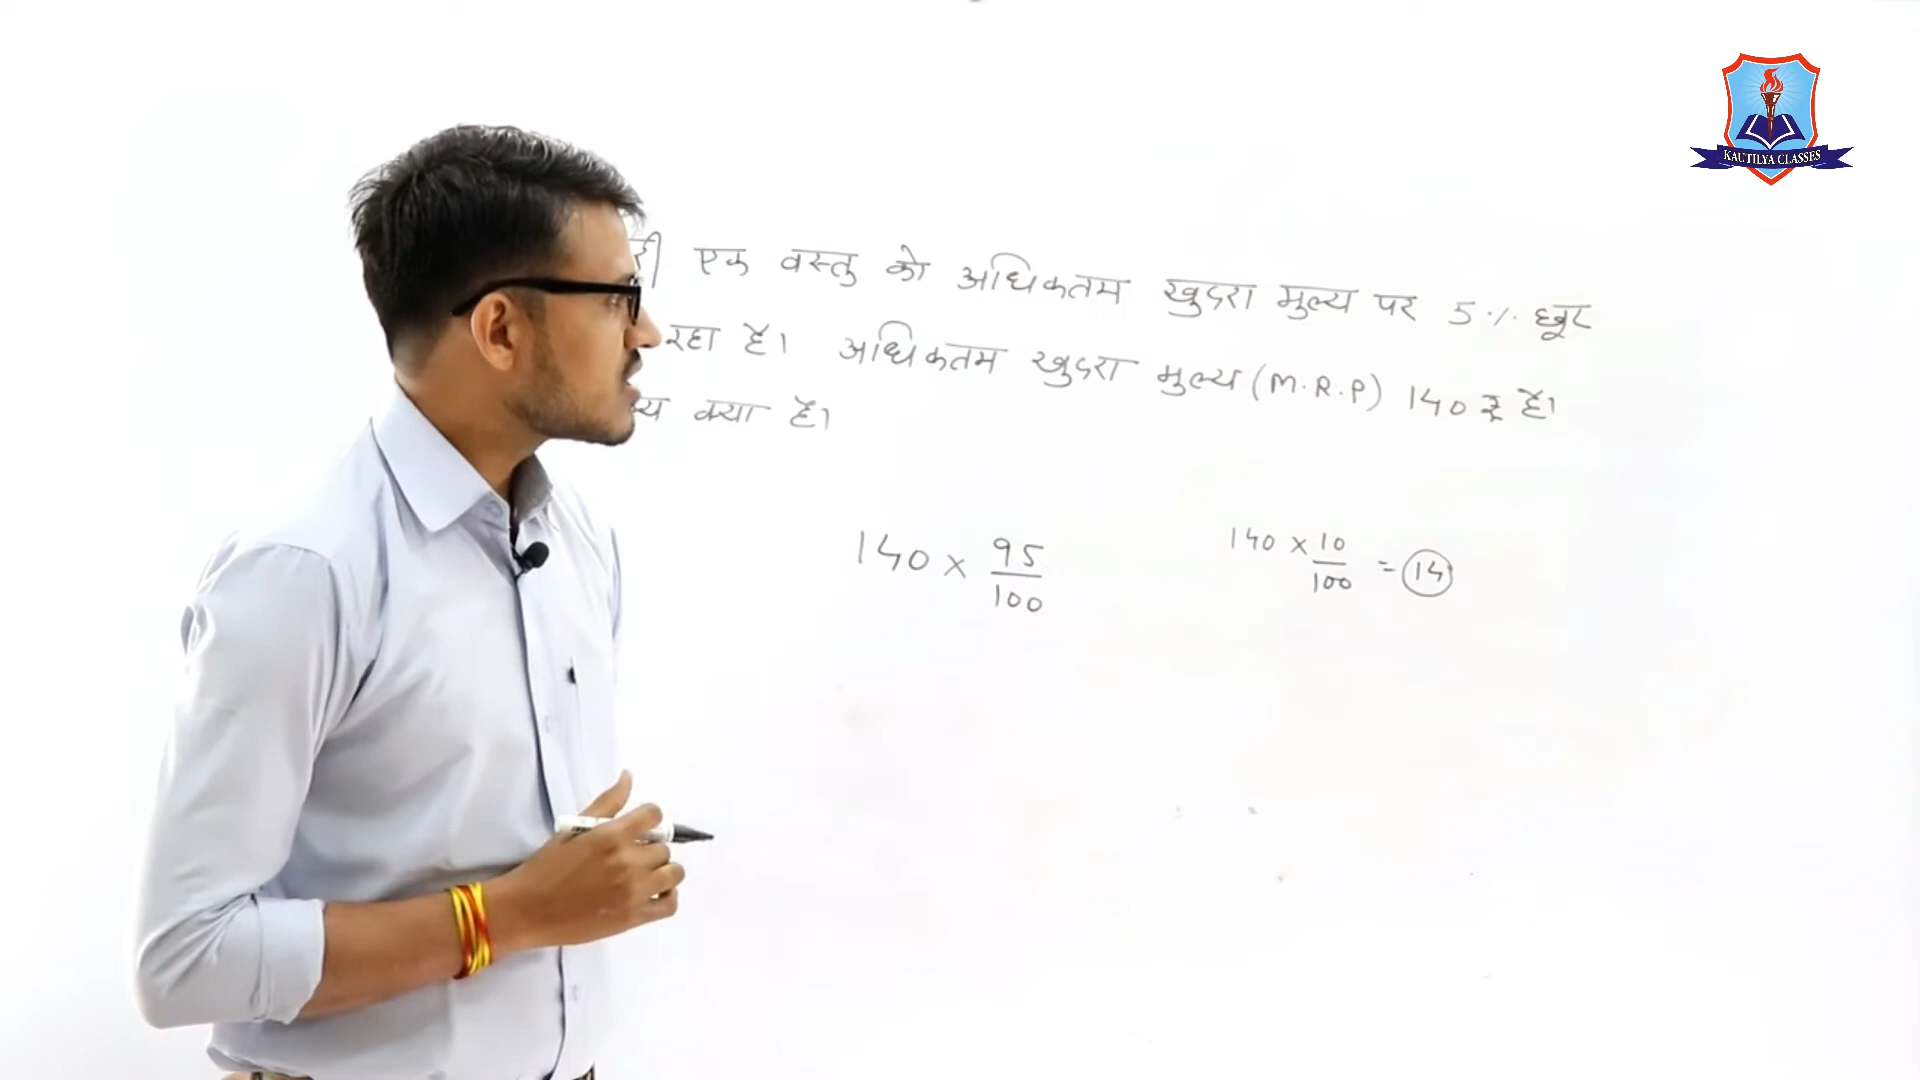 KAUTILYA CLASSES
एक वस्तु को अधिकतम खुदरा मुल्य पर 5% छूट
रहा है। अधिकतम खुदरा मुल्य (M.R.P) 140 रू है।
क्या है।
140 × 95/100
140 × 10/100 = 14